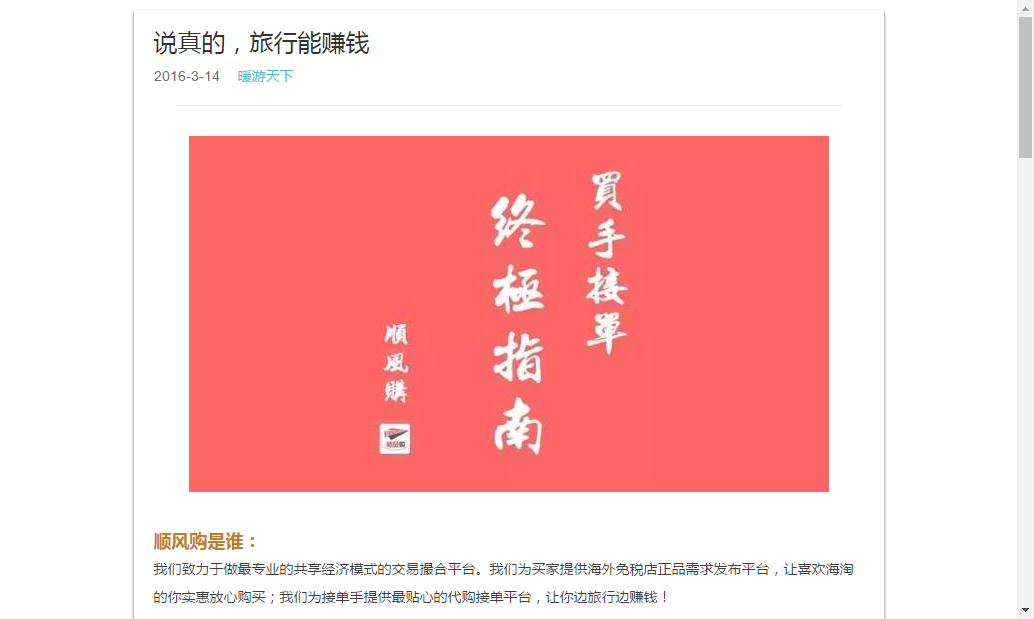 说真的，旅行能赚钱
2016-3-14 暖游天下
買手接單
終極指南
順風購
顺风购是谁：
我们致力于做最专业的共享经济模式的交易撮合平台。我们为买家提供海外免税店正品需求发布平台，让喜欢海淘
的你实惠放心购买；我们为接单手提供最贴心的代购接单平台，让你边旅行边赚钱！